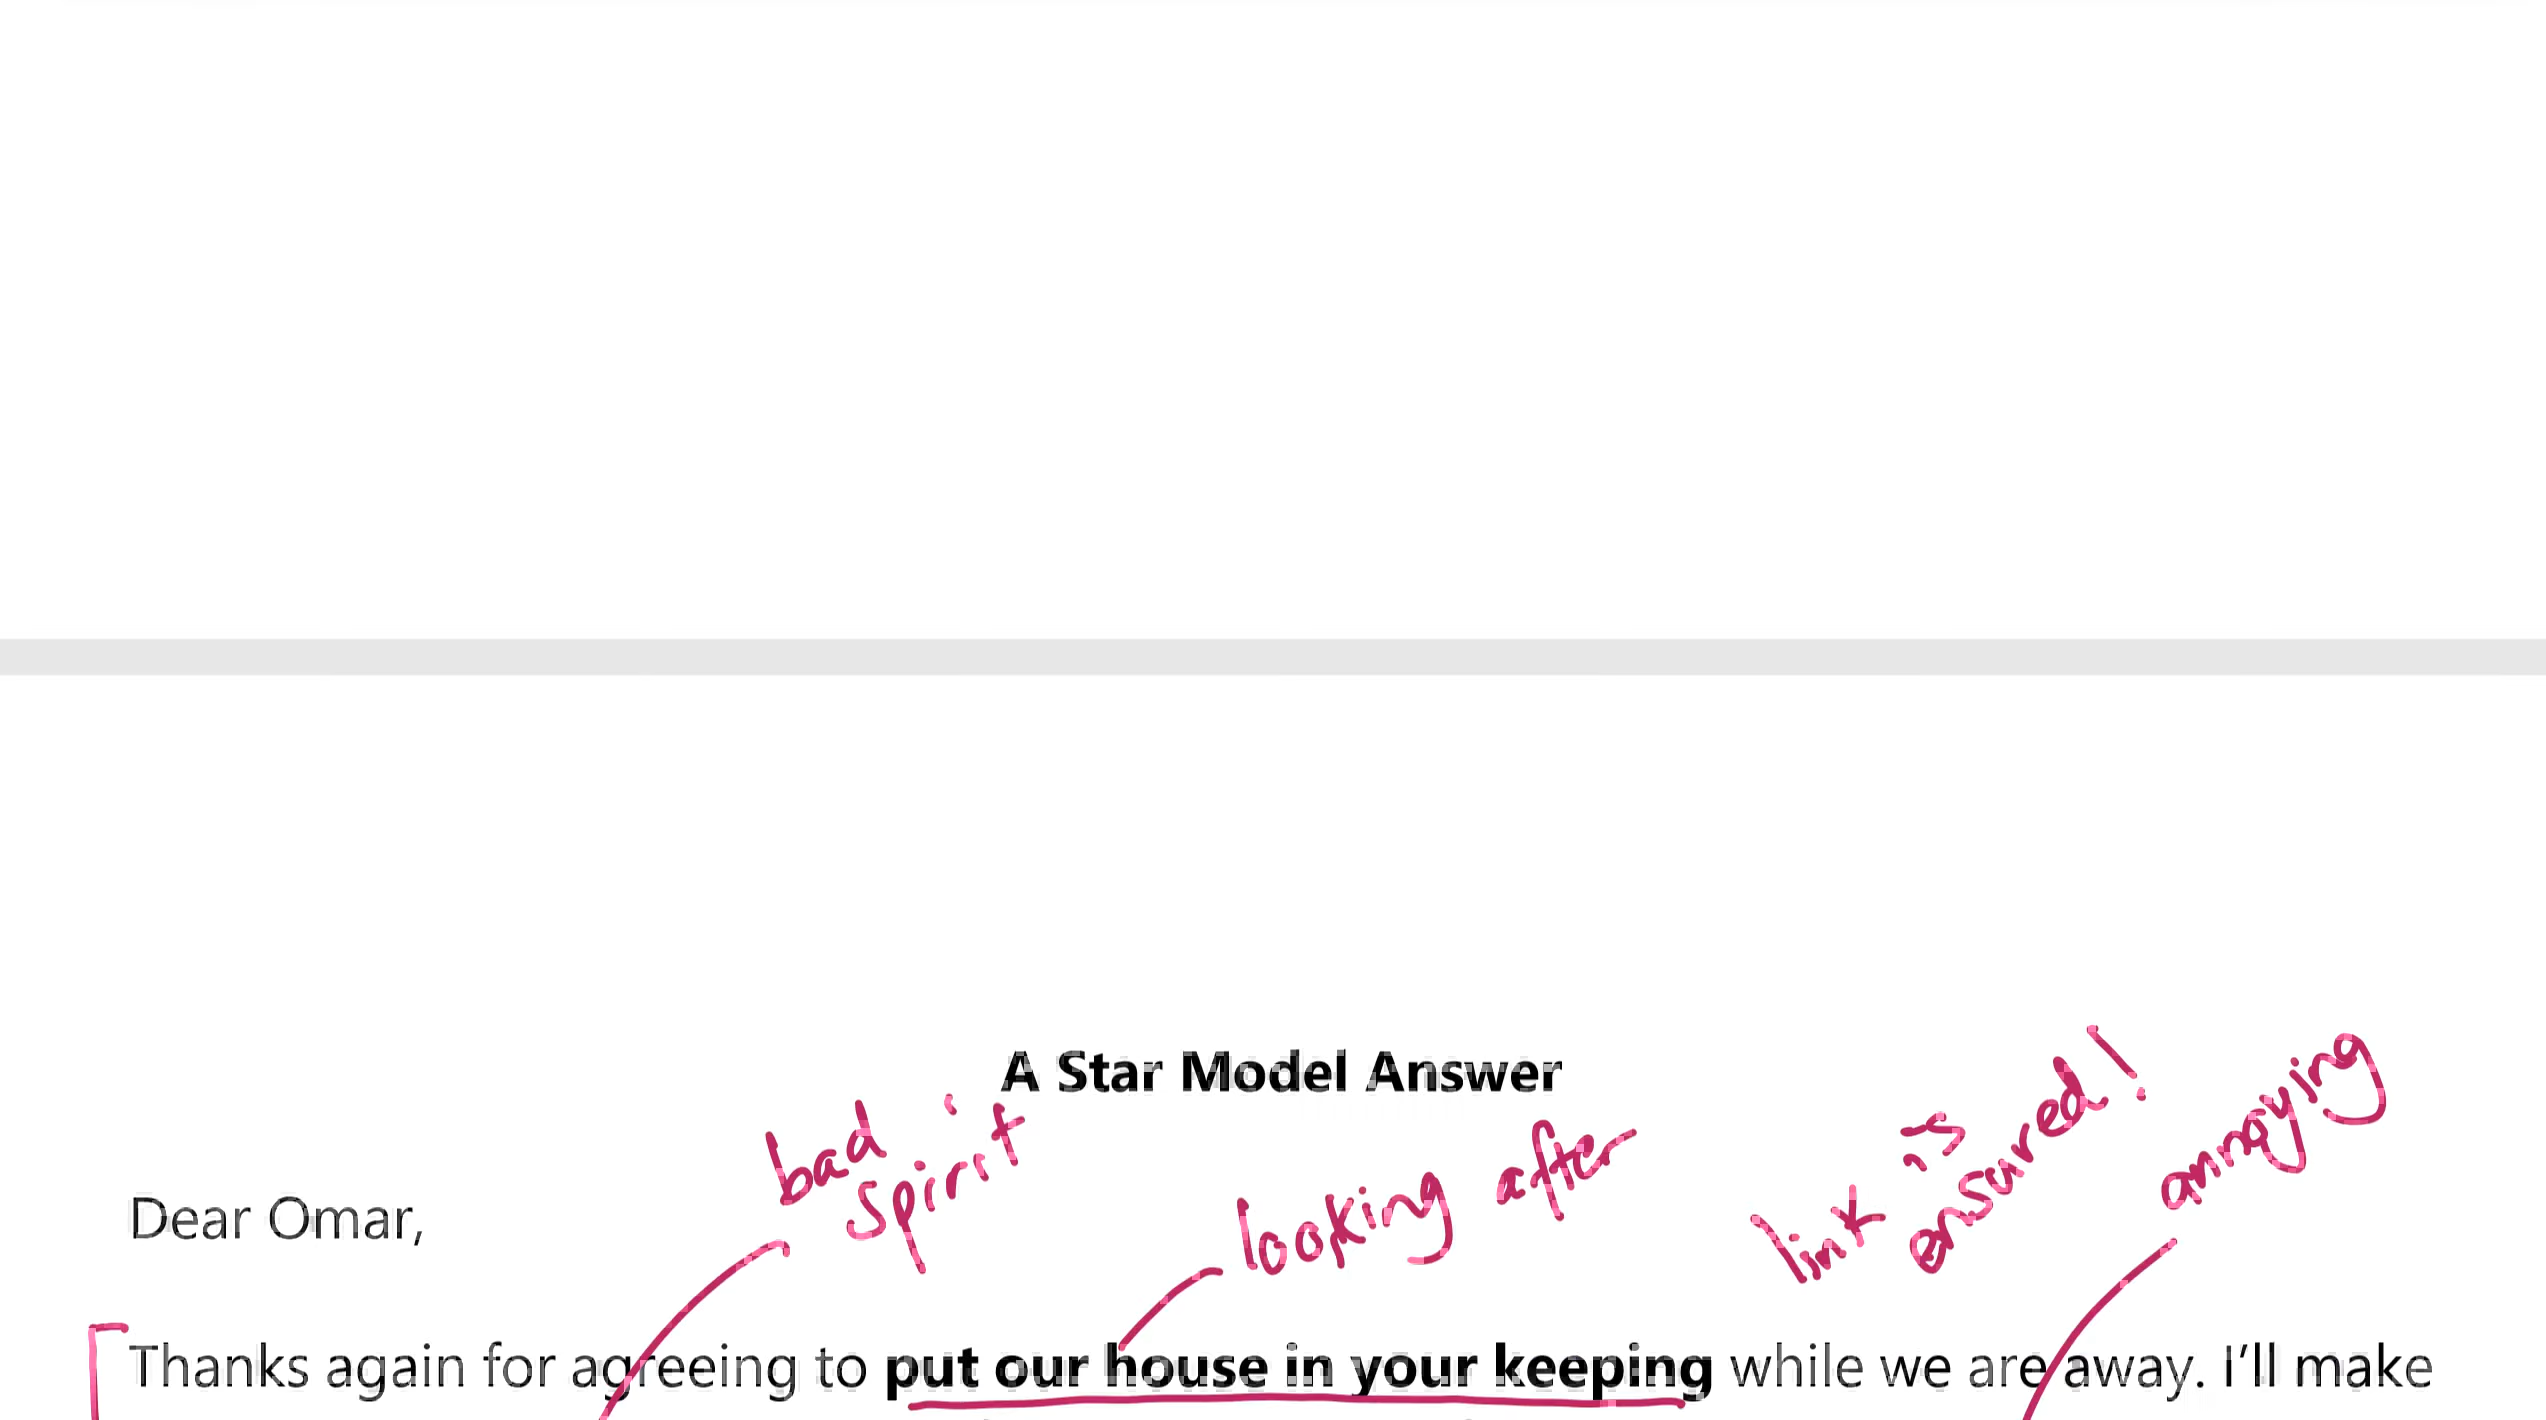 A Star Model Answer
bad
spirit
looking after
link is
ensured!
annoying
Dear Omar,
Thanks again for agreeing to put our house in your keeping while we are away. I’ll make